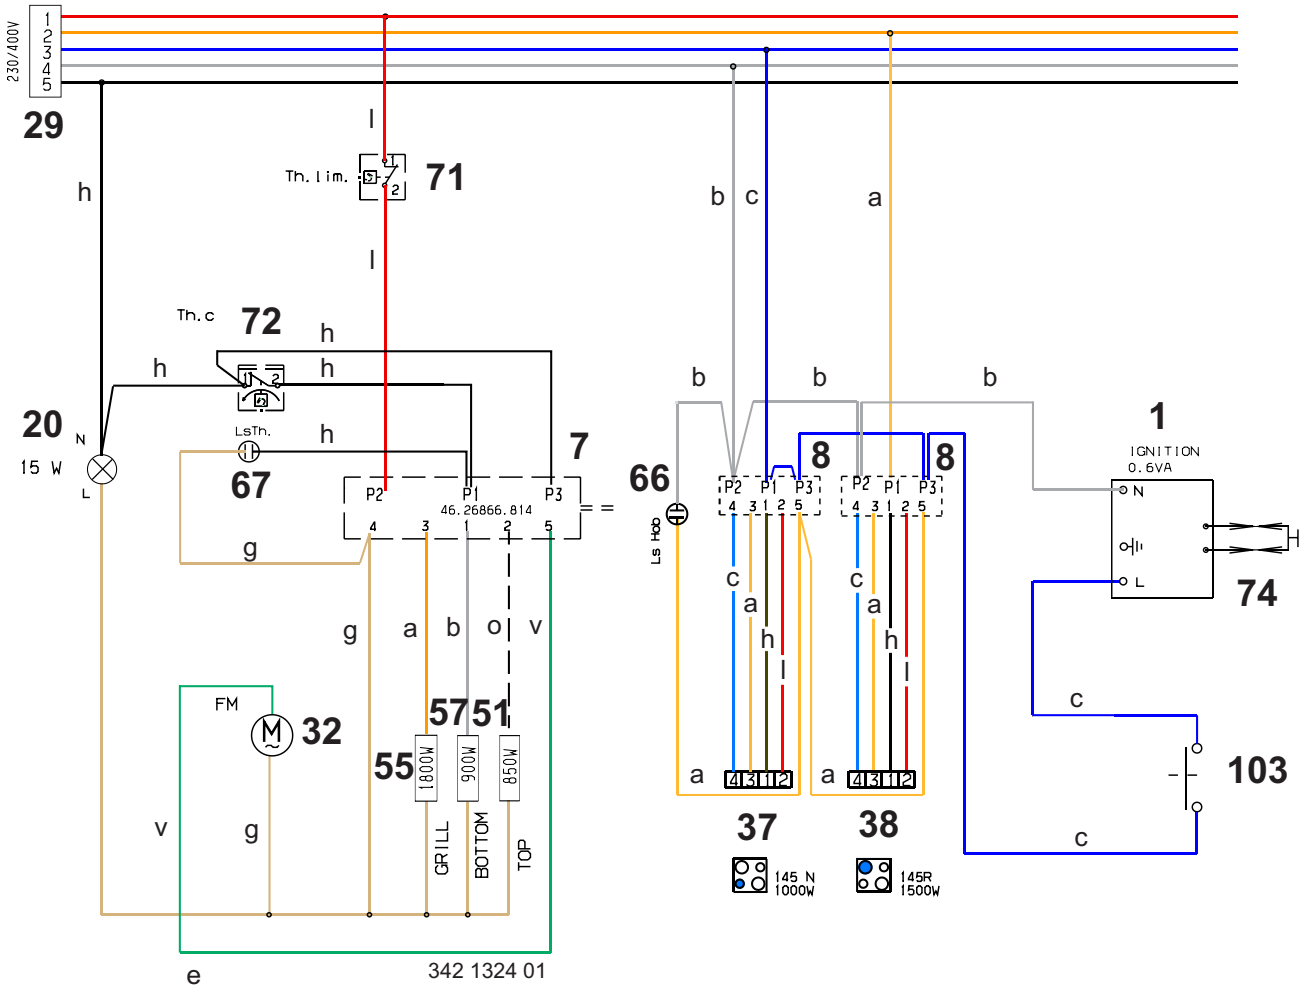 230/400V
1
2
3
4
5
29
l
h
Th.lim.
1
2
71
b
c
a
l
Th.c
72
h
h
h
1
2
b
b
b
20
N
15 W
L
LsTh.
h
67
7
P2
P1
P3
46.26866.814
4
3
1
2
5
= =
g
66
Ls Hob
8
P2
P1
P3
4
3
1
2
5
8
P2
P1
P3
4
3
1
2
5
1
IGNITION
0.6VA
N
L
74
g
a
b
o
v
c
a
h
l
c
a
h
l
FM
M
~
32
57
51
55
1800W
900W
850W
GRILL
BOTTOM
TOP
v
g
a
4
3
1
2
a
4
3
1
2
37
38
145 N
1000W
145R
1500W
c
103
c
e
342 1324 01